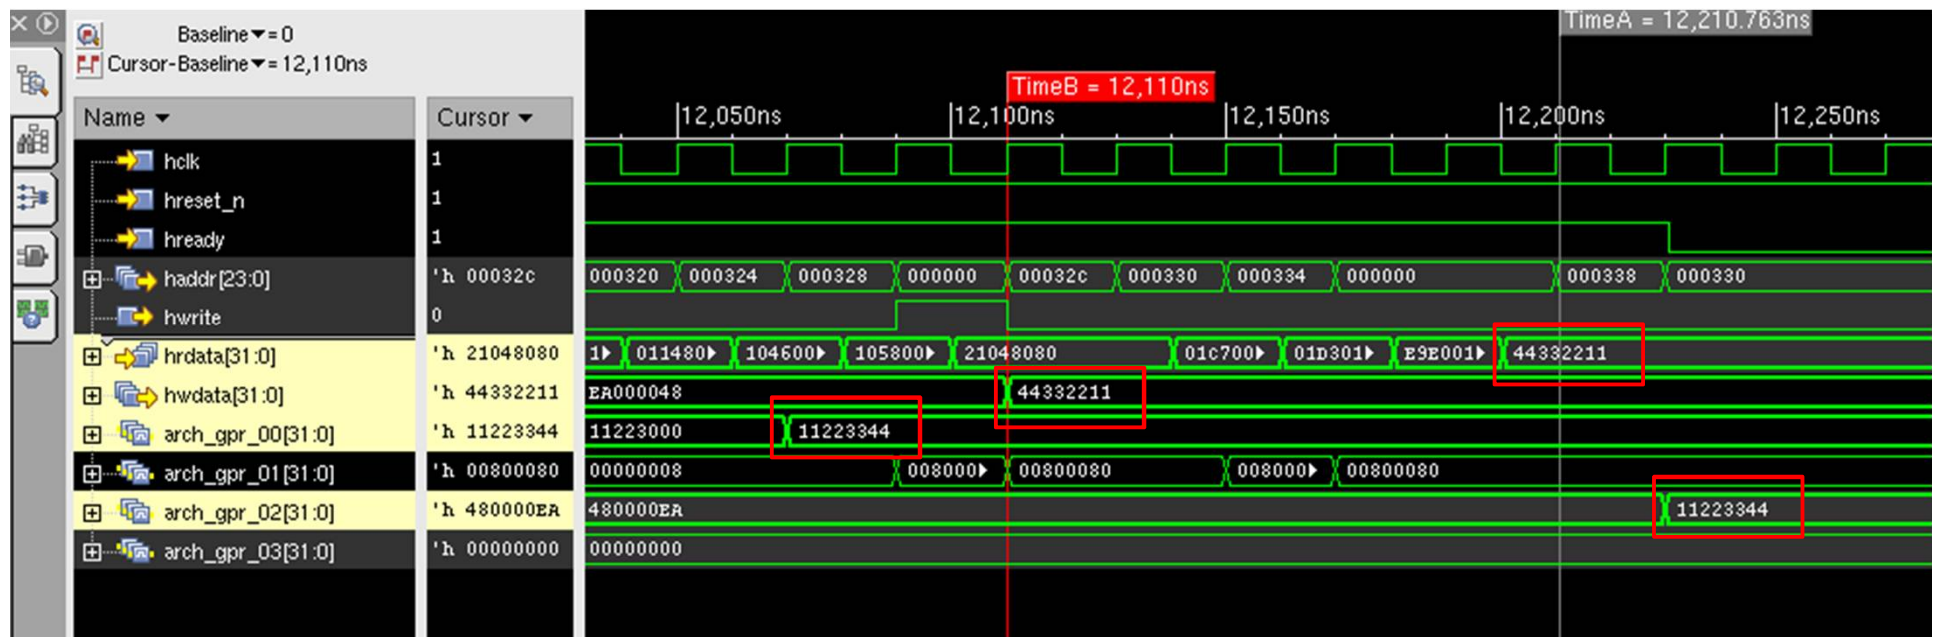 TimeA = 12,210.763ns
Baseline▼= 0
Cursor-Baseline▼= 12,110ns
TimeB = 12,110ns
Name ▼ Cursor ▼ |12,050ns |12,100ns |12,150ns |12,200ns |12,250ns
hclk 1
hreset_n 1
hready 1
haddr[23:0] 'h 00032c 000320 000324 000328 000000 00032c 000330 000334 000000 000338 000330
hwrite 0
hrdata[31:0] 'h 21048080 1▶ 011480▶ 104600▶ 105800▶ 21048080 01c700▶ 01D301▶ E9E001▶ 44332211
hwdata[31:0] 'h 44332211 EA000048 44332211
arch_gpr_00[31:0] 'h 11223344 11223000 11223344
arch_gpr_01[31:0] 'h 00800080 00000008 008000▶ 00800080 008000▶ 00800080
arch_gpr_02[31:0] 'h 480000EA 480000EA 11223344
arch_gpr_03[31:0] 'h 00000000 00000000